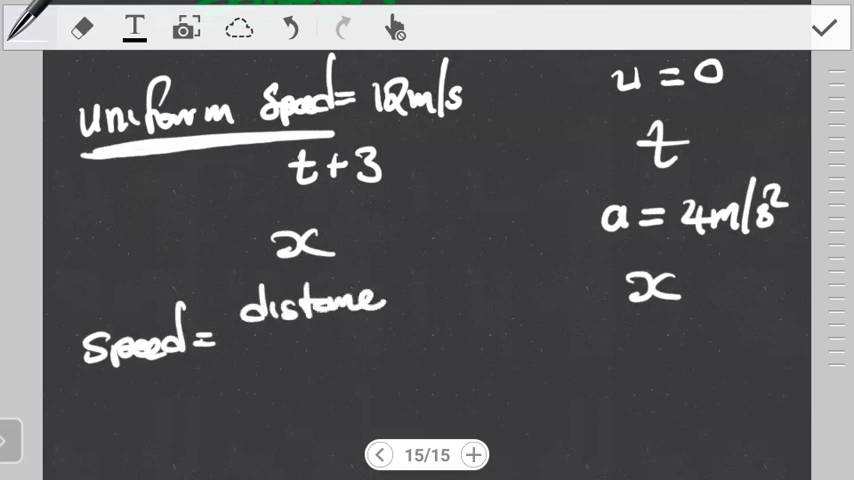 T
uniform speed = 12m/s
t + 3
x
speed = distance
u = 0
t
a = 4m/s²
x
15/15